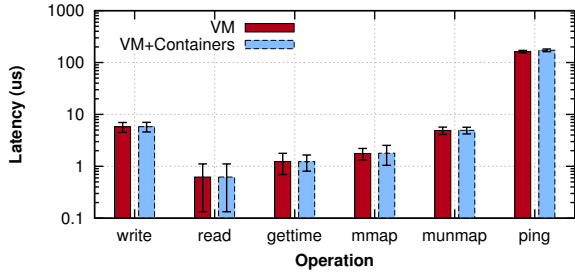 VM
VM+Containers
1000
100
10
1
0.1
Latency (us)
write read gettime mmap munmap ping
Operation